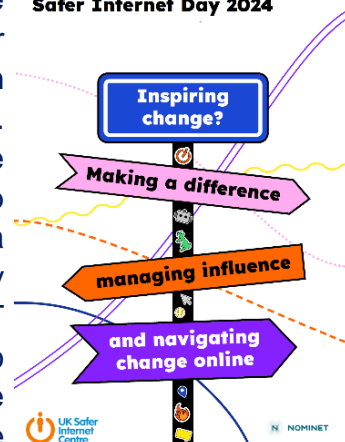 Safer Internet Day 2024
Inspiring
change?
Making a difference
managing influence
and navigating
change online
UK Safer
Internet
Centre
N NOMINET